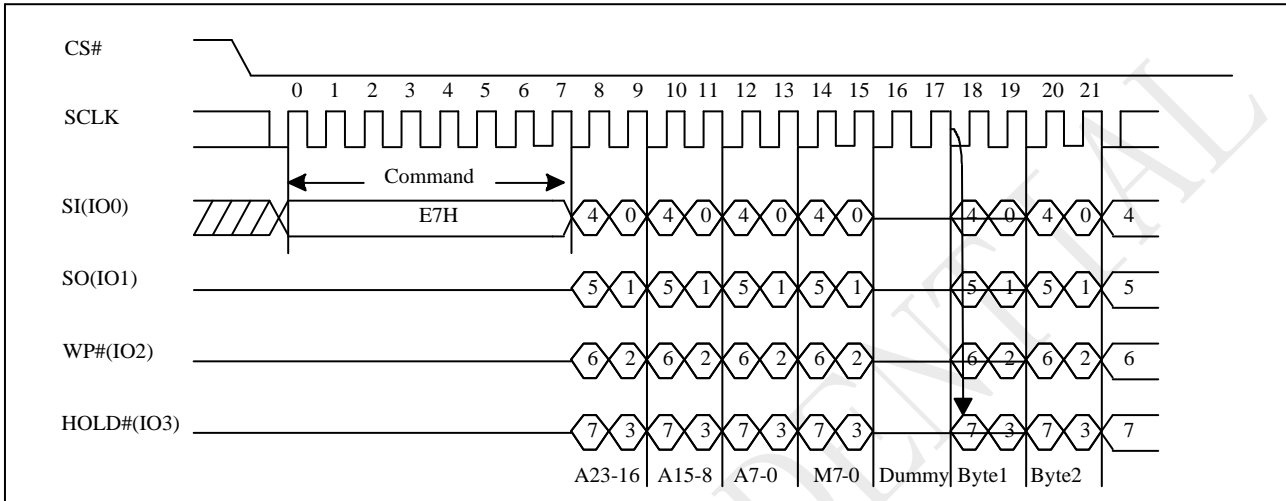 CS#
0 1 2 3 4 5 6 7 8 9 10 11 12 13 14 15 16 17 18 19 20 21
SCLK
Command
SI(IO0) E7H 4 0 4 0 4 0 4 0 4 0 4 0 4
SO(IO1) 5 1 5 1 5 1 5 1 5 1 5 1 5
WP#(IO2) 6 2 6 2 6 2 6 2 6 2 6 2 6
HOLD#(IO3) 7 3 7 3 7 3 7 3 7 3 7 3 7
A23-16 A15-8 A7-0 M7-0 Dummy Byte1 Byte2
DENTIAL